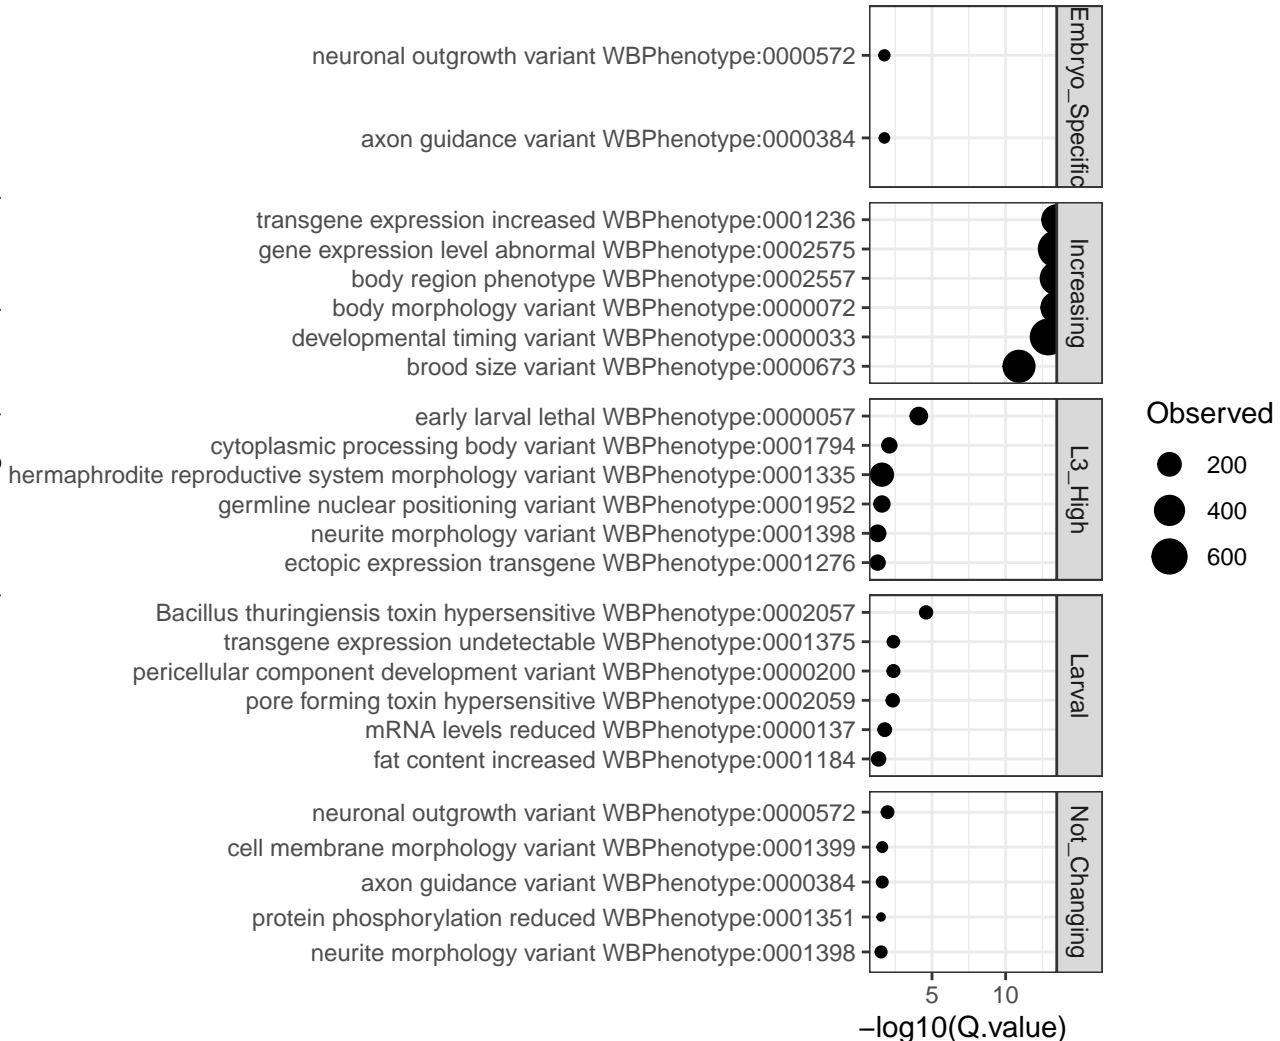 neuronal outgrowth variant WBPhenotype:0000572
axon guidance variant WBPhenotype:0000384
Embryo_Specific
transgene expression increased WBPhenotype:0001236
gene expression level abnormal WBPhenotype:0002575
body region phenotype WBPhenotype:0002557
body morphology variant WBPhenotype:0000072
developmental timing variant WBPhenotype:0000033
brood size variant WBPhenotype:0000673
Increasing
early larval lethal WBPhenotype:0000057
cytoplasmic processing body variant WBPhenotype:0001794
hermaphrodite reproductive system morphology variant WBPhenotype:0001335
germline nuclear positioning variant WBPhenotype:0001952
neurite morphology variant WBPhenotype:0001398
ectopic expression transgene WBPhenotype:0001276
L3_High
Bacillus thuringiensis toxin hypersensitive WBPhenotype:0002057
transgene expression undetectable WBPhenotype:0001375
pericellular component development variant WBPhenotype:0000200
pore forming toxin hypersensitive WBPhenotype:0002059
mRNA levels reduced WBPhenotype:0000137
fat content increased WBPhenotype:0001184
Larval
neuronal outgrowth variant WBPhenotype:0000572
cell membrane morphology variant WBPhenotype:0001399
axon guidance variant WBPhenotype:0000384
protein phosphorylation reduced WBPhenotype:0001351
neurite morphology variant WBPhenotype:0001398
Not_Changing
5 10
−log10(Q.value)
Observed
200
400
600